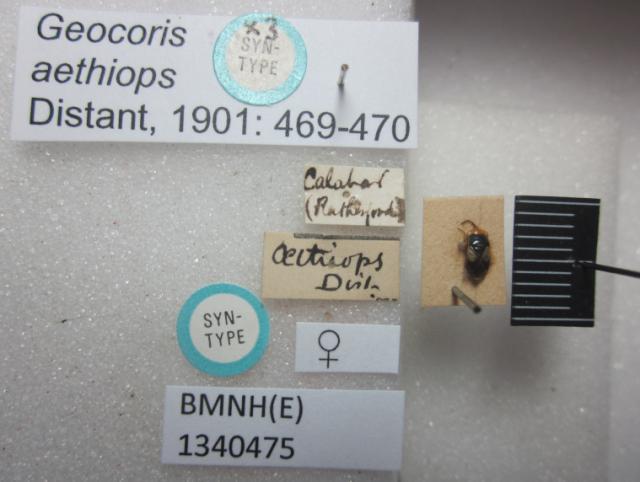 Geocoris
aethiops
Distant, 1901: 469-470
x3
SYN-
TYPE
Calabar
(Rutherford)
aethiops
Dist.
SYN-
TYPE
♀
BMNH(E)
1340475